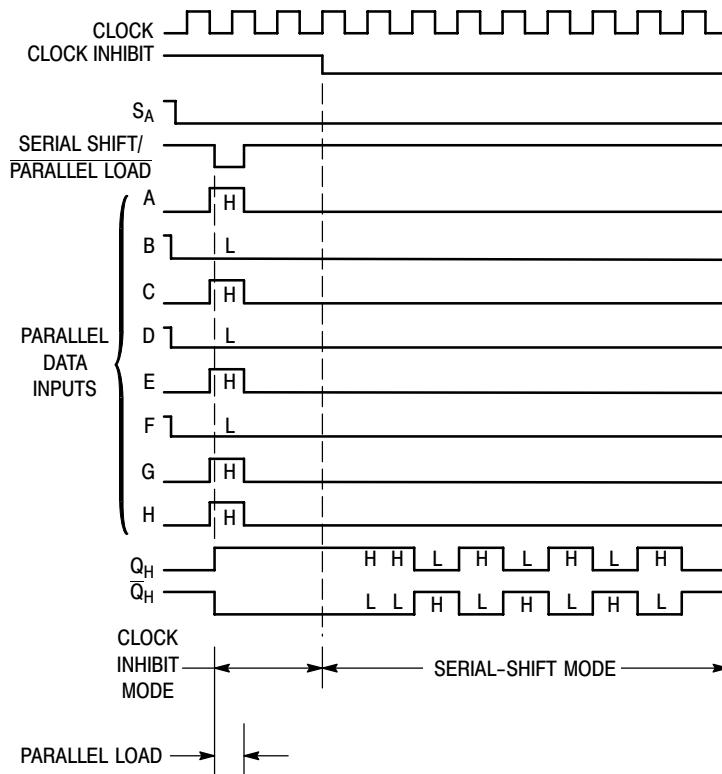 CLOCK
CLOCK INHIBIT
SA
SERIAL SHIFT/
PARALLEL LOAD
A H
B L
C H
D L
E H
F L
G H
H H
PARALLEL
DATA
INPUTS
QH H H L H L H L H
QH L L H L H L H L
CLOCK
INHIBIT
MODE
SERIAL-SHIFT MODE
PARALLEL LOAD